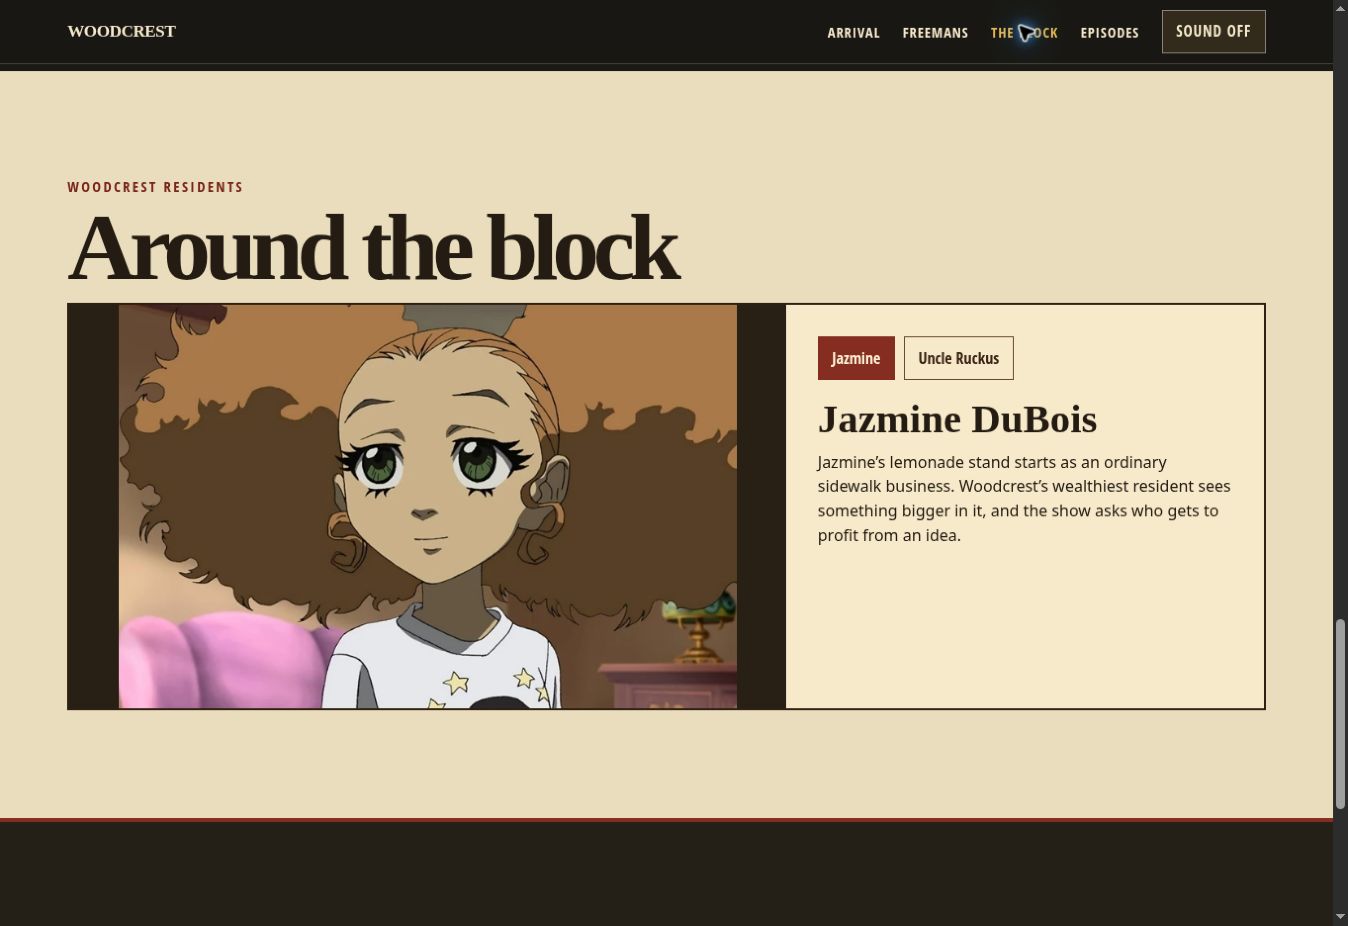 WOODCREST
ARRIVAL FREEMANS THE BLOCK EPISODES SOUND OFF
WOODCREST RESIDENTS
Around the block
Jazmine Uncle Ruckus
Jazmine DuBois
Jazmine’s lemonade stand starts as an ordinary
sidewalk business. Woodcrest’s wealthiest resident sees
something bigger in it, and the show asks who gets to
profit from an idea.